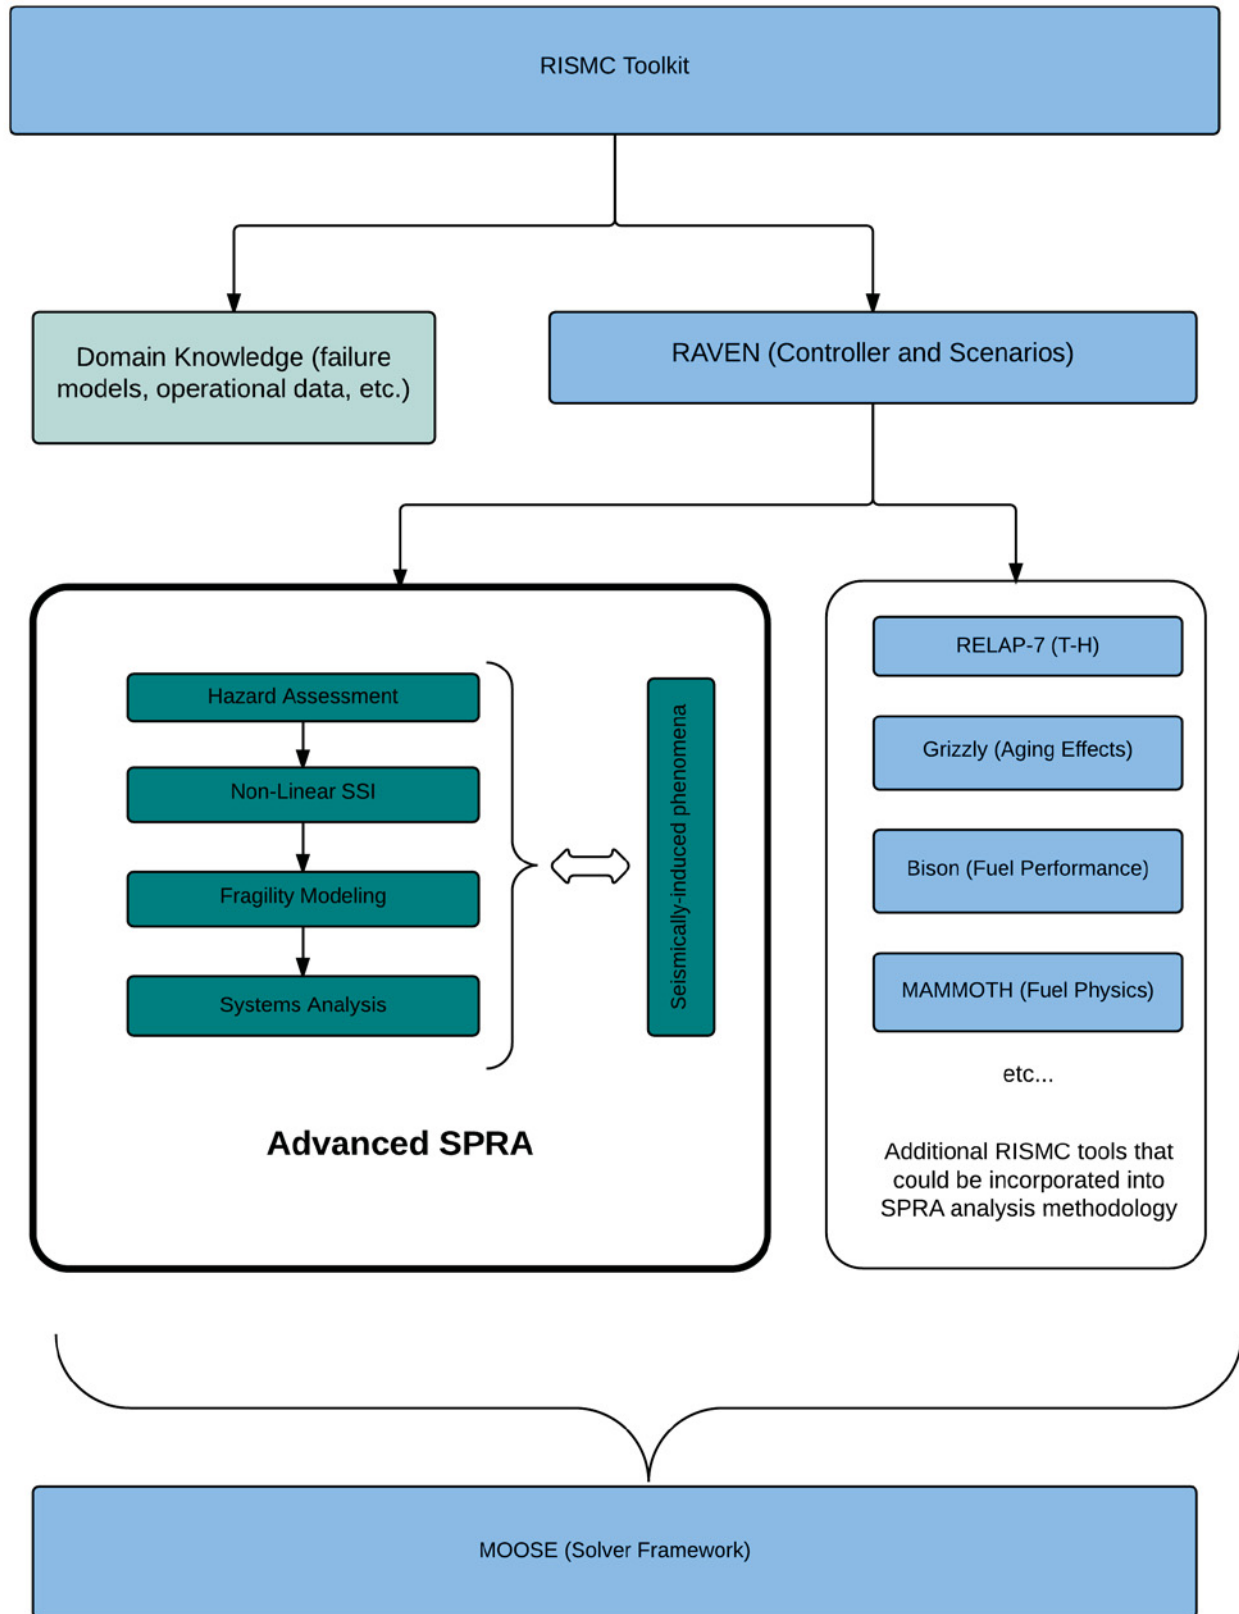 RISMC Toolkit
Domain Knowledge (failure
models, operational data, etc.)
RAVEN (Controller and Scenarios)
Hazard Assessment
Non-Linear SSI
Fragility Modeling
Systems Analysis
Seismically-induced phenomena
Advanced SPRA
RELAP-7 (T-H)
Grizzly (Aging Effects)
Bison (Fuel Performance)
MAMMOTH (Fuel Physics)
etc...
Additional RISMC tools that
could be incorporated into
SPRA analysis methodology
MOOSE (Solver Framework)